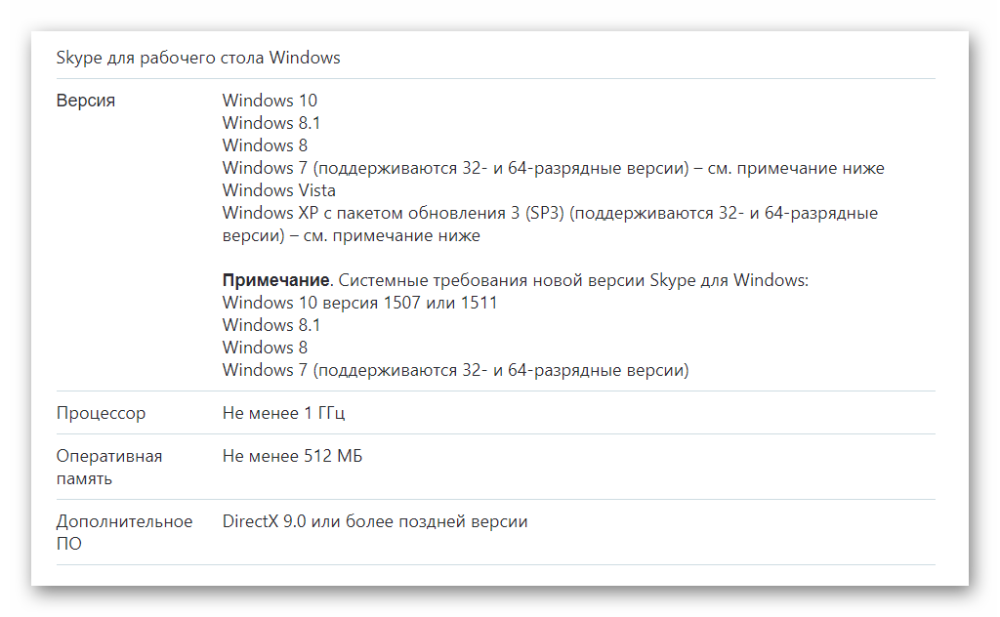 Skype для рабочего стола Windows
Версия
Windows 10
Windows 8.1
Windows 8
Windows 7 (поддерживаются 32- и 64-разрядные версии) – см. примечание ниже
Windows Vista
Windows XP с пакетом обновления 3 (SP3) (поддерживаются 32- и 64-разрядные
версии) – см. примечание ниже
Примечание. Системные требования новой версии Skype для Windows:
Windows 10 версия 1507 или 1511
Windows 8.1
Windows 8
Windows 7 (поддерживаются 32- и 64-разрядные версии)
Процессор
Не менее 1 ГГц
Оперативная
память
Не менее 512 МБ
Дополнительное
ПО
DirectX 9.0 или более поздней версии